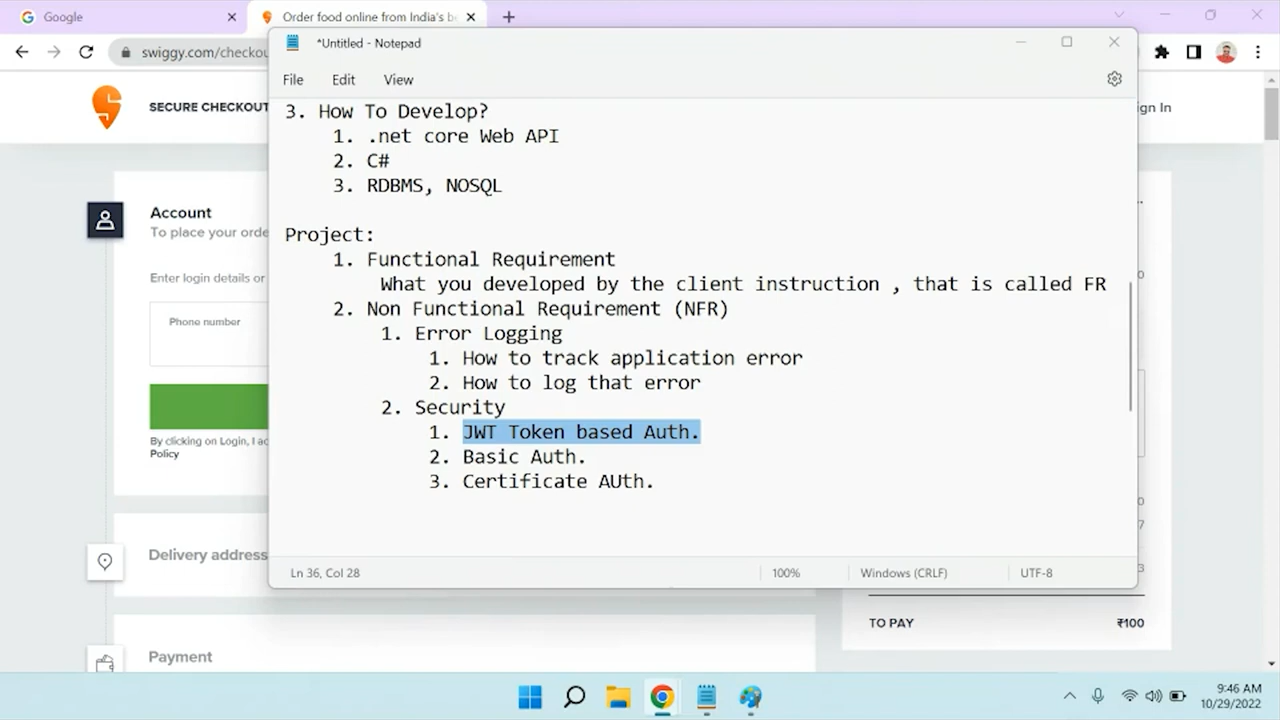 Google
Order food online from India's be
swiggy.com/checkou
*Untitled - Notepad
File Edit View
SECURE CHECKOUT
gn In
3. How To Develop?
1. .net core Web API
2. C#
3. RDBMS, NOSQL
Project:
1. Functional Requirement
What you developed by the client instruction , that is called FR
2. Non Functional Requirement (NFR)
1. Error Logging
1. How to track application error
2. How to log that error
2. Security
1. JWT Token based Auth.
2. Basic Auth.
3. Certificate AUth.
Ln 36, Col 28
100%
Windows (CRLF)
UTF-8
Account
To place your orde
Enter login details or
Phone number
By clicking on Login, I ac
Policy
Delivery address
Payment
TO PAY ₹100
9:46 AM
10/29/2022